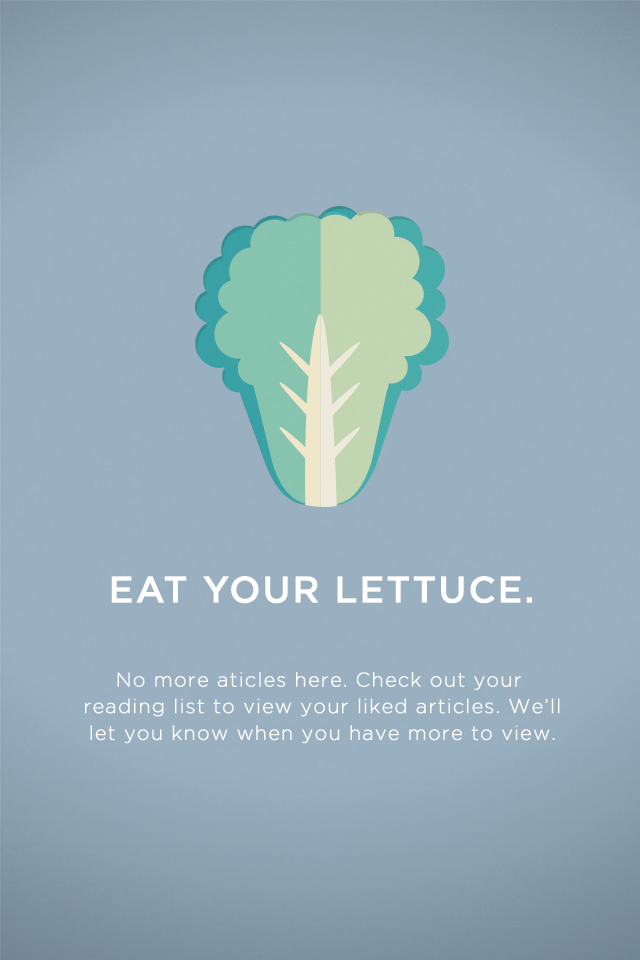 EAT YOUR LETTUCE.
No more aticles here. Check out your
reading list to view your liked articles. We'll
let you know when you have more to view.